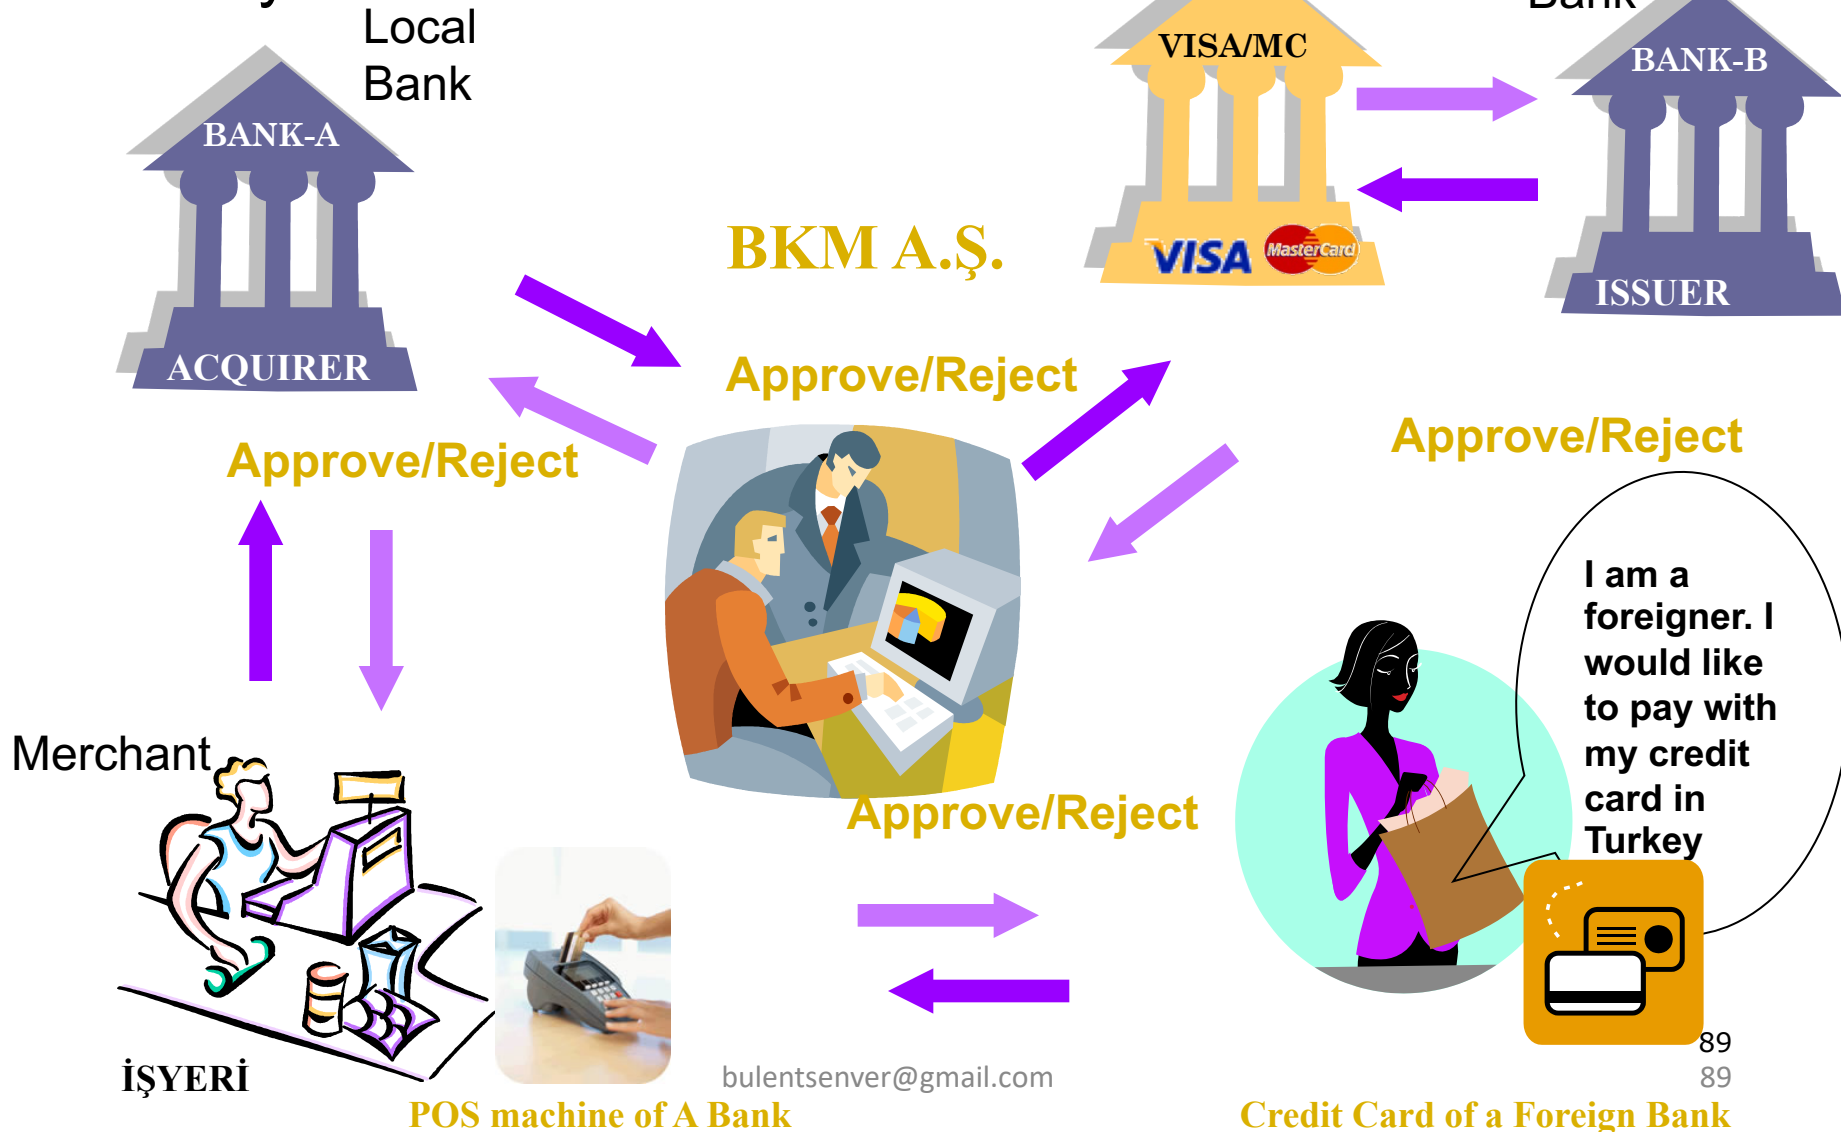 Local
Bank
Bank
VISA/MC
BANK-B
BANK-A
BKM A.Ş.
VISA
MasterCard
ISSUER
ACQUIRER
Approve/Reject
Approve/Reject
Approve/Reject
I am a
foreigner. I
would like
to pay with
my credit
card in
Turkey
Merchant
Approve/Reject
İŞYERİ
bulentsenver@gmail.com
89
89
POS machine of A Bank
Credit Card of a Foreign Bank